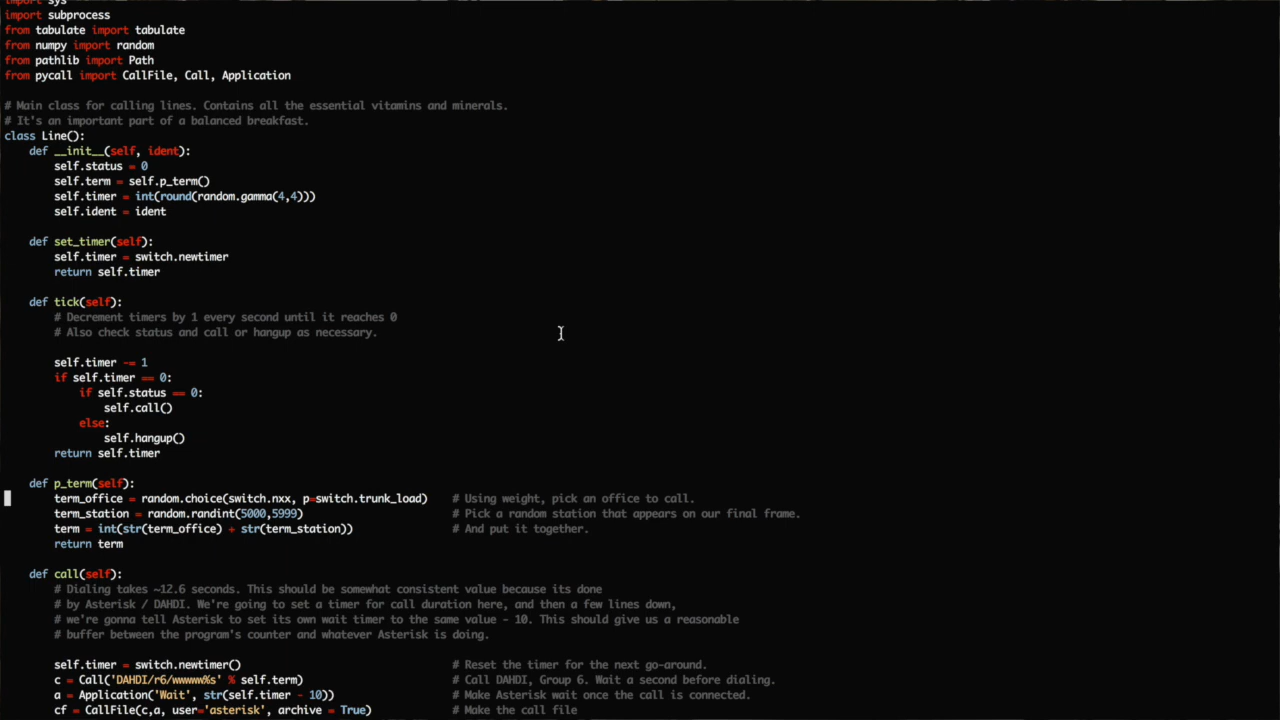 import sys
import subprocess
from tabulate import tabulate
from numpy import random
from pathlib import Path
from pycall import CallFile, Call, Application
# Main class for calling lines. Contains all the essential vitamins and minerals.
# It's an important part of a balanced breakfast.
class Line():
def __init__(self, ident):
self.status = 0
self.term = self.p_term()
self.timer = int(round(random.gamma(4,4)))
self.ident = ident
def set_timer(self):
self.timer = switch.newtimer
return self.timer
def tick(self):
# Decrement timers by 1 every second until it reaches 0
# Also check status and call or hangup as necessary.
self.timer -= 1
if self.timer == 0:
if self.status == 0:
self.call()
else:
self.hangup()
return self.timer
def p_term(self):
term_office = random.choice(switch.nxx, p=switch.trunk_load) # Using weight, pick an office to call.
term_station = random.randint(5000,5999) # Pick a random station that appears on our final frame.
term = int(str(term_office) + str(term_station)) # And put it together.
return term
def call(self):
# Dialing takes ~12.6 seconds. This should be somewhat consistent value because its done
# by Asterisk / DAHDI. We're going to set a timer for call duration here, and then a few lines down,
# we're gonna tell Asterisk to set its own wait timer to the same value - 10. This should give us a reasonable
# buffer between the program's counter and whatever Asterisk is doing.
self.timer = switch.newtimer() # Reset the timer for the next go-around.
c = Call('DAHDI/r6/wwwww%s' % self.term) # Call DAHDI, Group 6. Wait a second before dialing.
a = Application('Wait', str(self.timer - 10)) # Make Asterisk wait once the call is connected.
cf = CallFile(c,a, user='asterisk', archive = True) # Make the call file